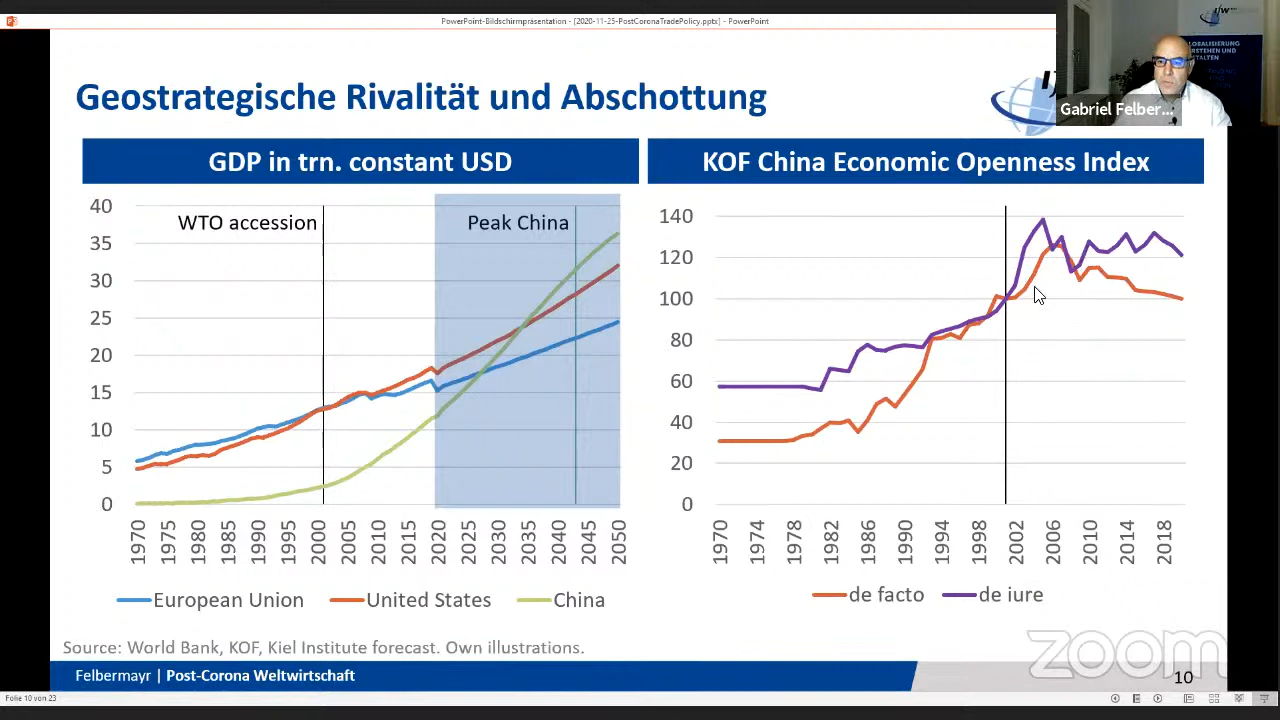 PowerPoint-Bildschirmpräsentation - [2020-11-25-PostCoronaTradePolicy.pptx] - PowerPoint
ifw
GLOBALISIERUNG
VERSTEHEN UND
Gabriel Felber...
Geostrategische Rivalität und Abschottung
GDP in trn. constant USD
WTO accession
Peak China
40
35
30
25
20
15
10
5
0
1970
1975
1980
1985
1990
1995
2000
2005
2010
2015
2020
2025
2030
2035
2040
2045
2050
European Union
United States
China
KOF China Economic Openness Index
140
120
100
80
60
40
20
0
1970
1974
1978
1982
1986
1990
1994
1998
2002
2006
2010
2014
2018
de facto
de iure
Source: World Bank, KOF, Kiel Institute forecast. Own illustrations.
zoom
Felbermayr | Post-Corona Weltwirtschaft
10
Folie 10 von 23